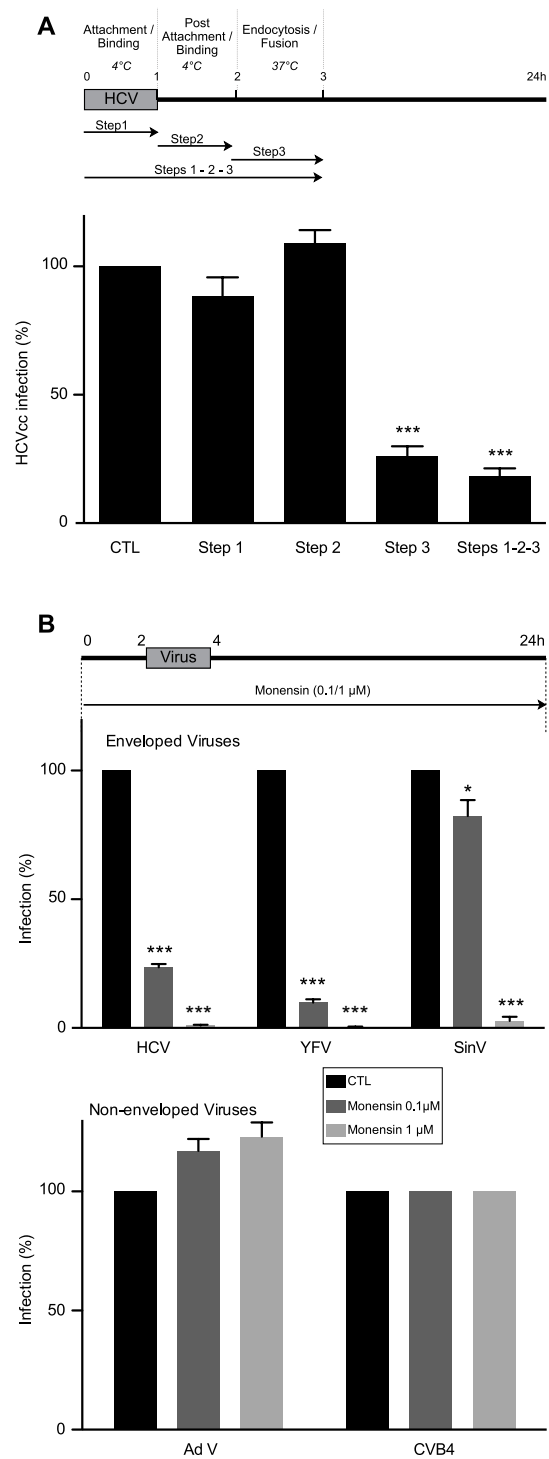 A
Attachment / Binding
4°C
Post Attachment / Binding
4°C
Endocytosis / Fusion
37°C
0 1 2 3 24h
HCV
Step1
Step2
Step3
Steps 1 - 2 - 3
HCVcc infection (%)
100
50
0
***
***
CTL Step 1 Step 2 Step 3 Steps 1-2-3
B
0 2 4 24h
Virus
Monensin (0.1/1 µM)
Enveloped Viruses
Infection (%)
100
50
0
***
***
***
***
*
***
HCV YFV SinV
CTL
Monensin 0.1µM
Monensin 1 µM
Non-enveloped Viruses
Infection (%)
100
50
0
Ad V CVB4